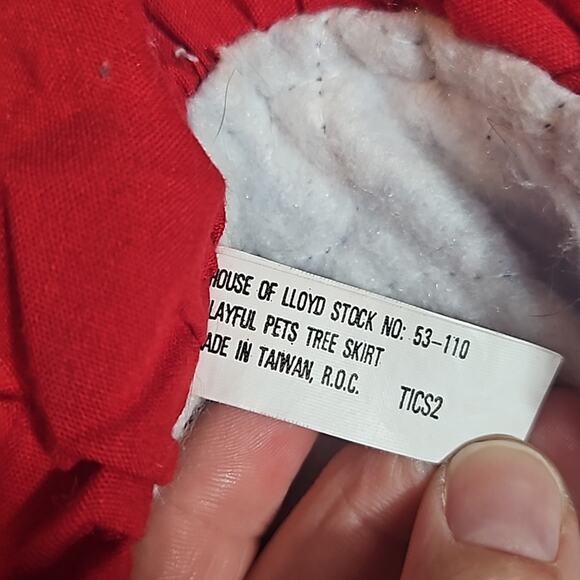 HOUSE OF LLOYD STOCK NO: 53-110
LAYFUL PETS TREE SKIRT
ADE IN TAIWAN, R.O.C. TICS2